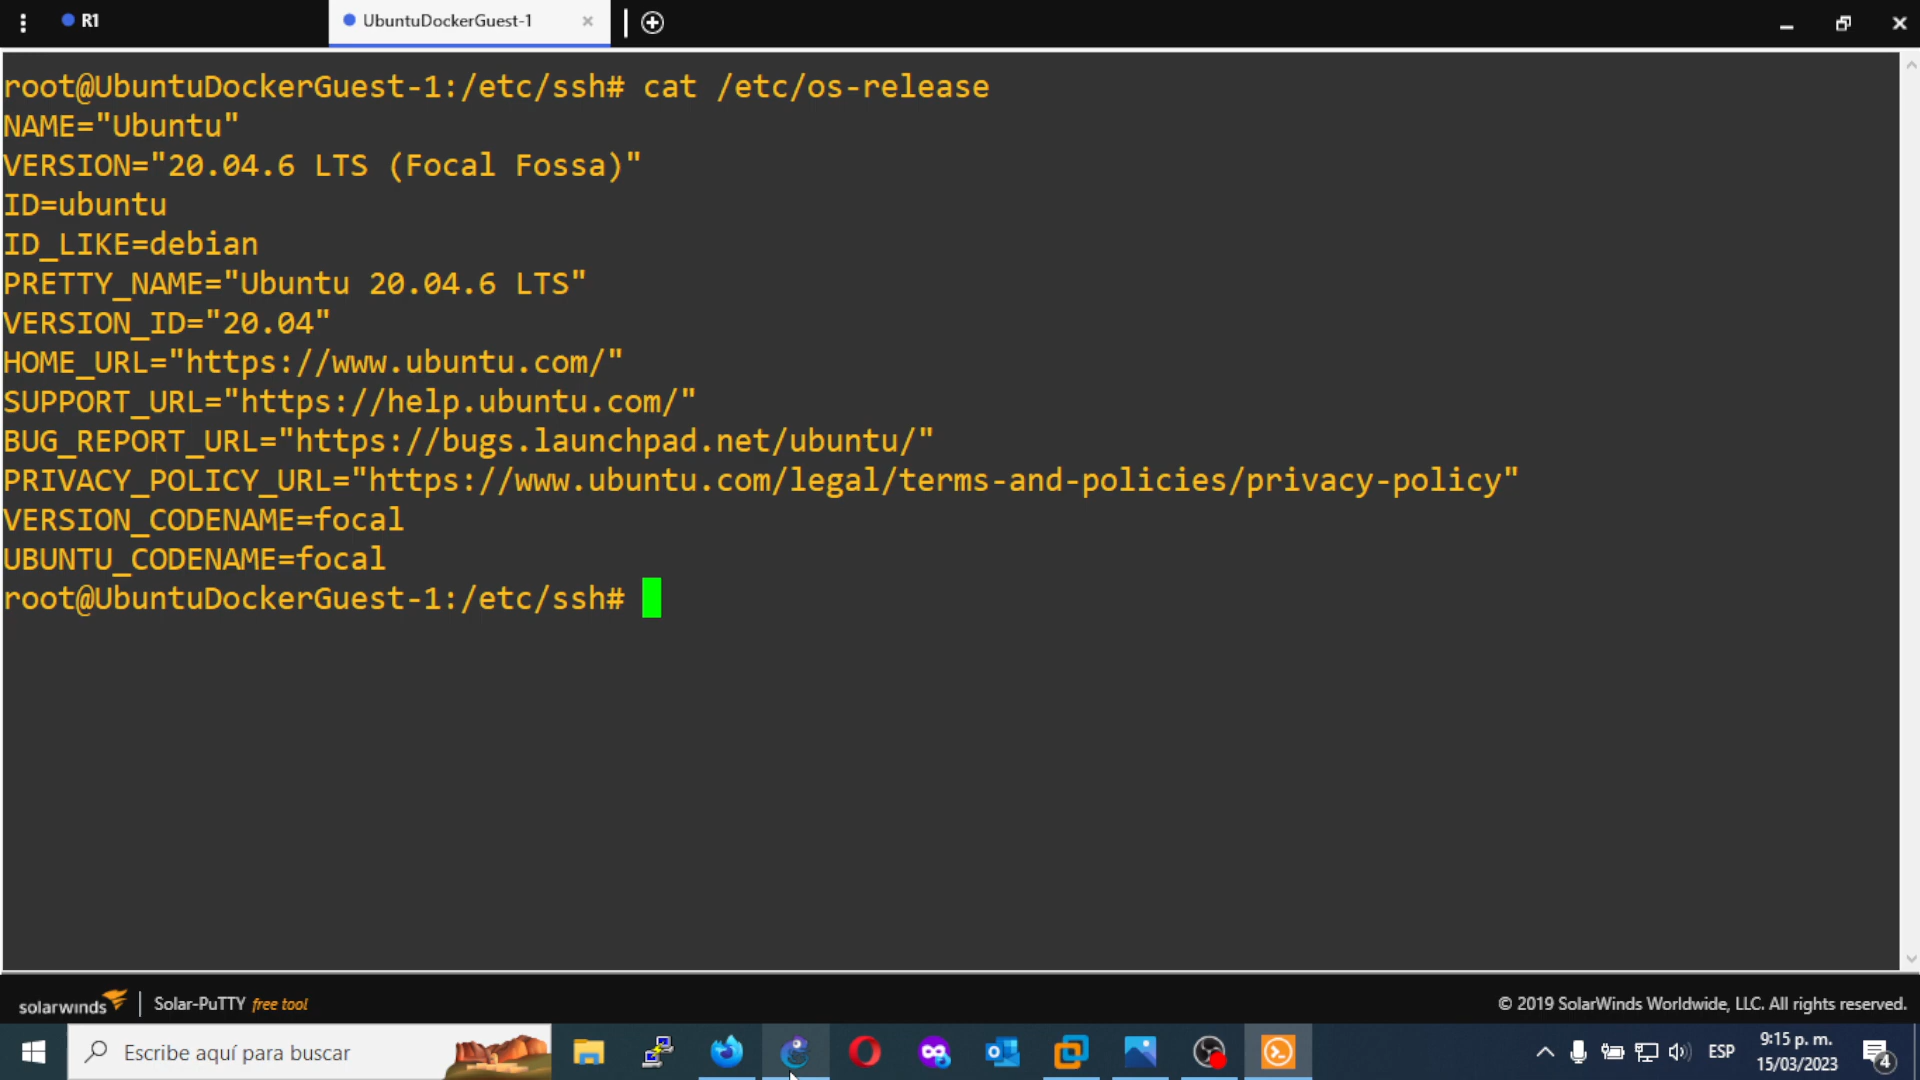 R1
UbuntuDockerGuest-1
root@UbuntuDockerGuest-1:/etc/ssh# cat /etc/os-release
NAME="Ubuntu"
VERSION="20.04.6 LTS (Focal Fossa)"
ID=ubuntu
ID_LIKE=debian
PRETTY_NAME="Ubuntu 20.04.6 LTS"
VERSION_ID="20.04"
HOME_URL="https://www.ubuntu.com/"
SUPPORT_URL="https://help.ubuntu.com/"
BUG_REPORT_URL="https://bugs.launchpad.net/ubuntu/"
PRIVACY_POLICY_URL="https://www.ubuntu.com/legal/terms-and-policies/privacy-policy"
VERSION_CODENAME=focal
UBUNTU_CODENAME=focal
root@UbuntuDockerGuest-1:/etc/ssh#
solarwinds
Solar-PuTTY free tool
© 2019 SolarWinds Worldwide, LLC. All rights reserved.
Escribe aquí para buscar
ESP
9:15 p. m.
15/03/2023
4